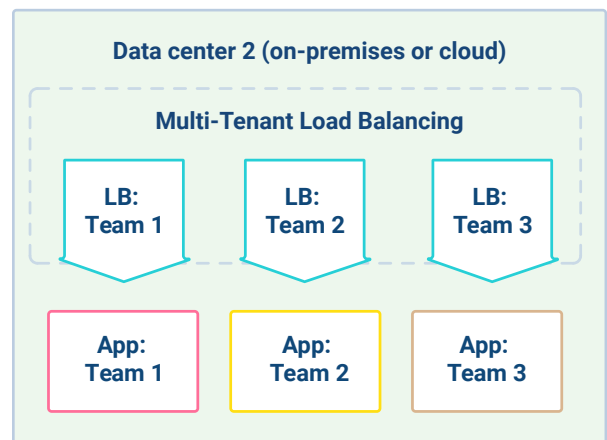 Data center 2 (on-premises or cloud)
Multi-Tenant Load Balancing
LB:
Team 1
LB:
Team 2
LB:
Team 3
App:
Team 1
App:
Team 2
App:
Team 3